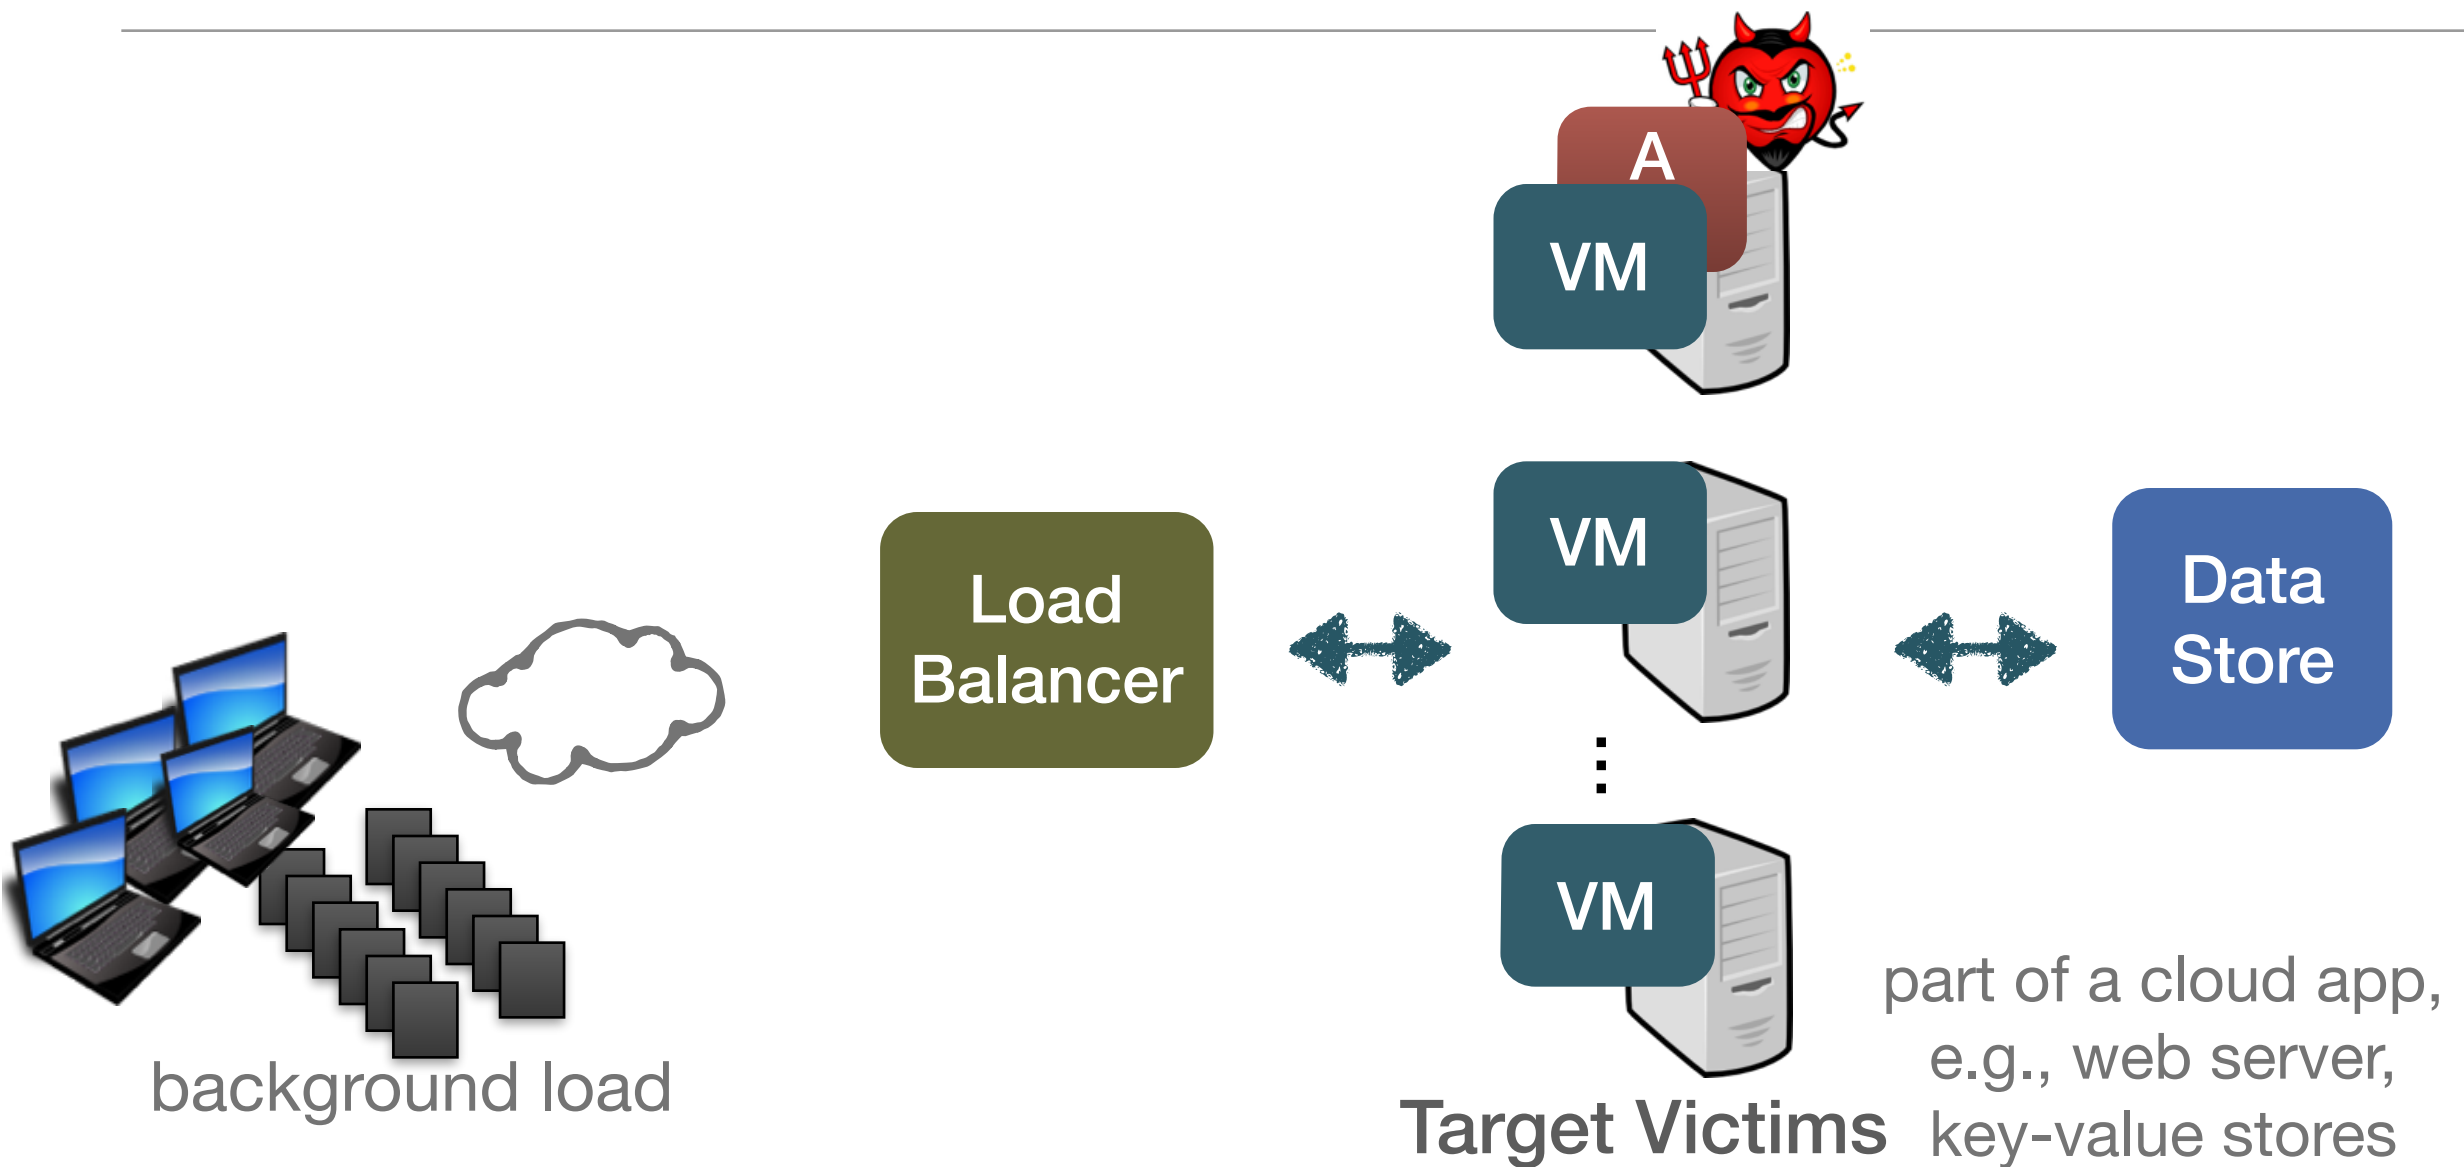 A
VM
VM
Load
Balancer
Data
Store
VM
background load
Target Victims
part of a cloud app,
e.g., web server,
key-value stores